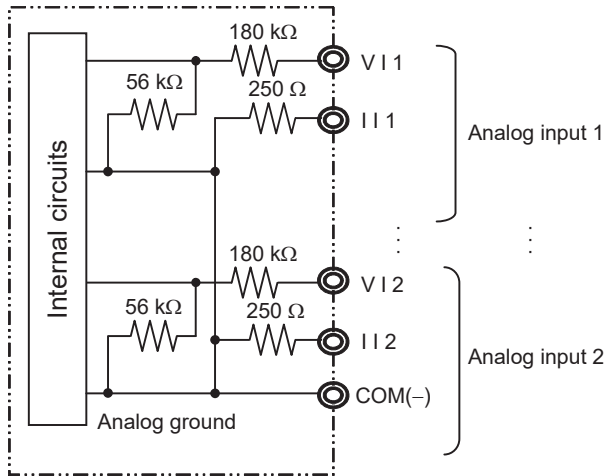 180 kΩ
V I 1
56 kΩ
250 Ω
I I 1
Analog input 1
Internal circuits
180 kΩ
V I 2
56 kΩ
250 Ω
I I 2
Analog input 2
COM(−)
Analog ground